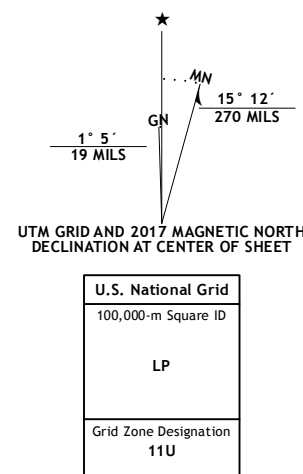 ★
MN
GN
15° 12´
270 MILS
1° 5´
19 MILS
UTM GRID AND 2017 MAGNETIC NORTH
DECLINATION AT CENTER OF SHEET
U.S. National Grid
100,000-m Square ID
LP
Grid Zone Designation
11U